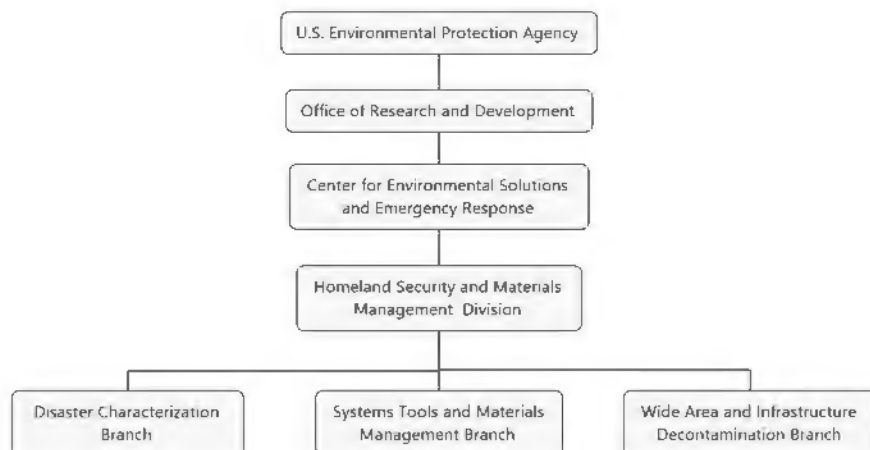 U.S. Environmental Protection Agency
Office of Research and Development
Center for Environmental Solutions
and Emergency Response
Homeland Security and Materials
Management Division
Disaster Characterization
Branch
Systems Tools and Materials
Management Branch
Wide Area and Infrastructure
Decontamination Branch